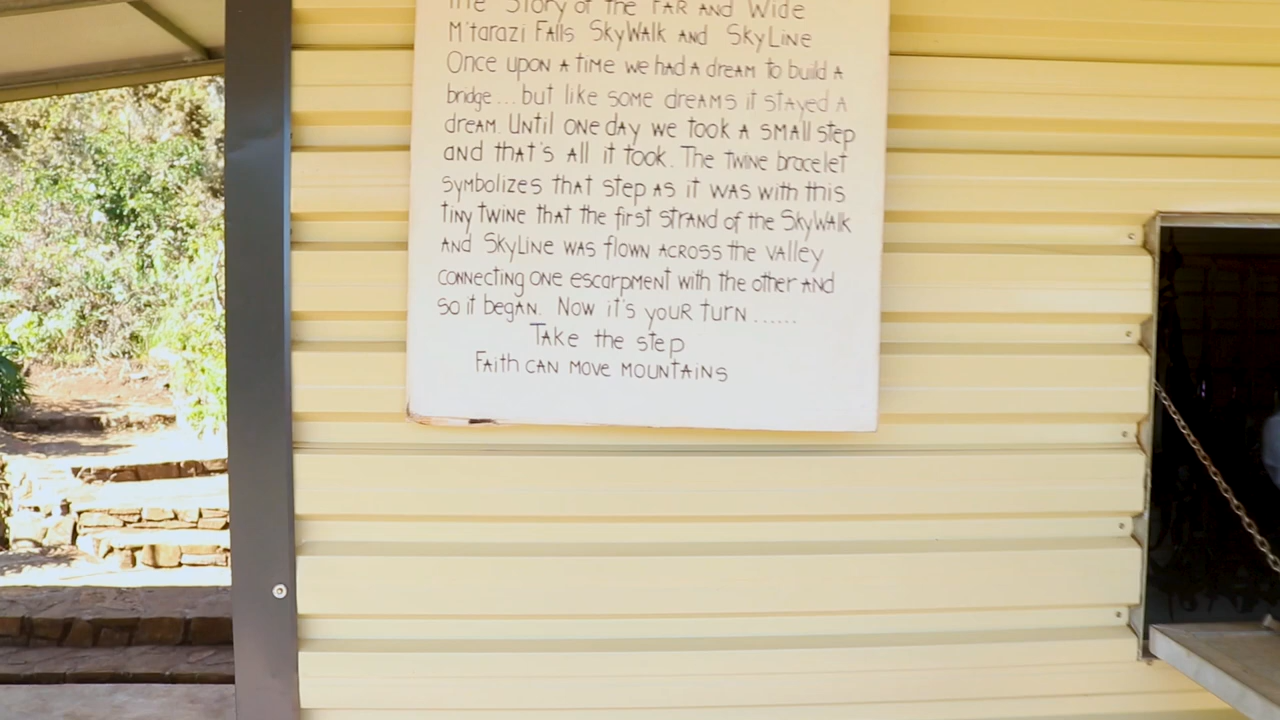 The Story of the FAR AND Wide
M'tarazi Falls SkyWalk AND SkyLine
Once upon a time we had a dream to build a
bridge...but like some dreams it stayed a
dream. Until one day we took a small step
and that's all it took. The twine bracelet
symbolizes that step as it was with this
tiny twine that the first strand of the SkyWalk
and SkyLine was flown across the valley
connecting one escarpment with the other and
so it began. Now it's your turn......
Take the step
Faith can move mountains